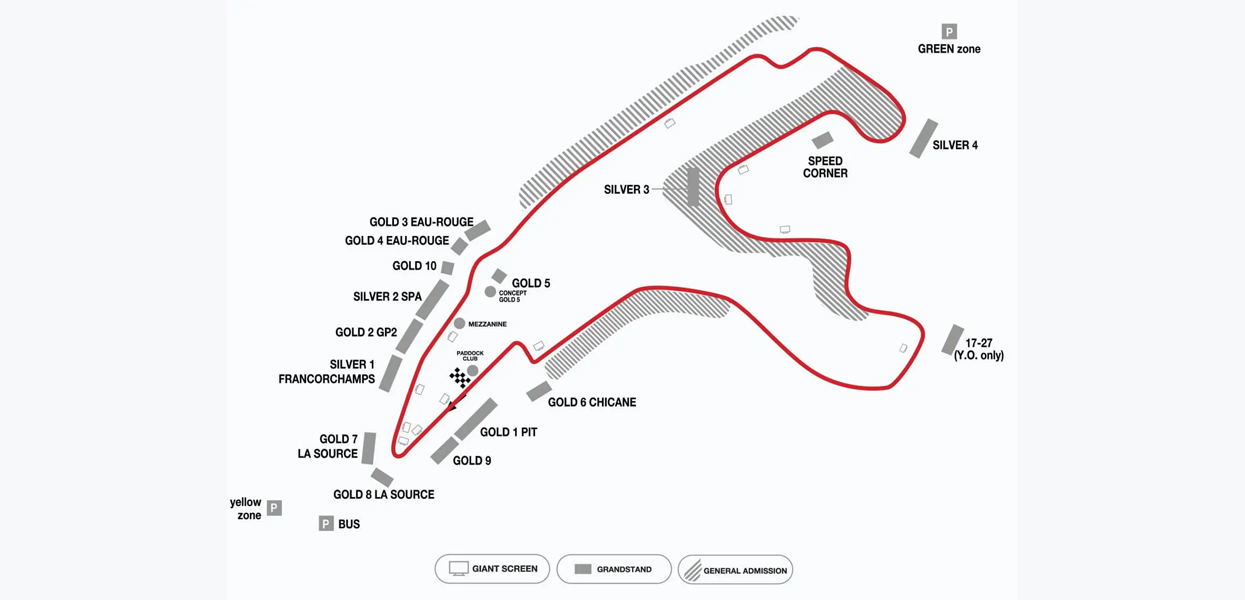 P
GREEN zone
SILVER 4
SPEED
CORNER
SILVER 3
GOLD 3 EAU-ROUGE
GOLD 4 EAU-ROUGE
GOLD 10
GOLD 5
CONCEPT
GOLD 5
SILVER 2 SPA
MEZZANINE
GOLD 2 GP2
17-27
(Y.O. only)
PADDOCK
CLUB
SILVER 1
FRANCORCHAMPS
GOLD 6 CHICANE
GOLD 1 PIT
GOLD 7
LA SOURCE
GOLD 9
GOLD 8 LA SOURCE
yellow
zone
P
P
BUS
GIANT SCREEN
GRANDSTAND
GENERAL ADMISSION